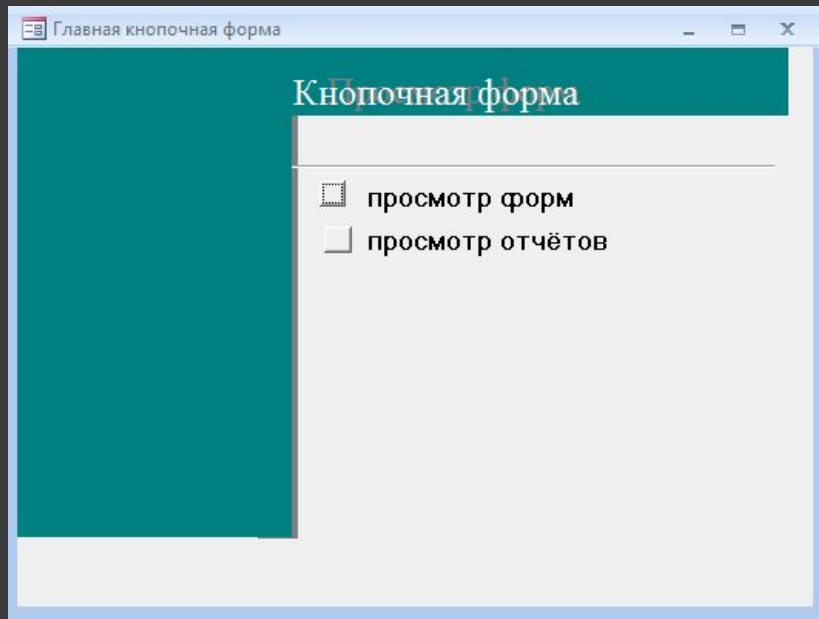 Главная кнопочная форма
Кнопочная форма
просмотр форм
просмотр отчётов